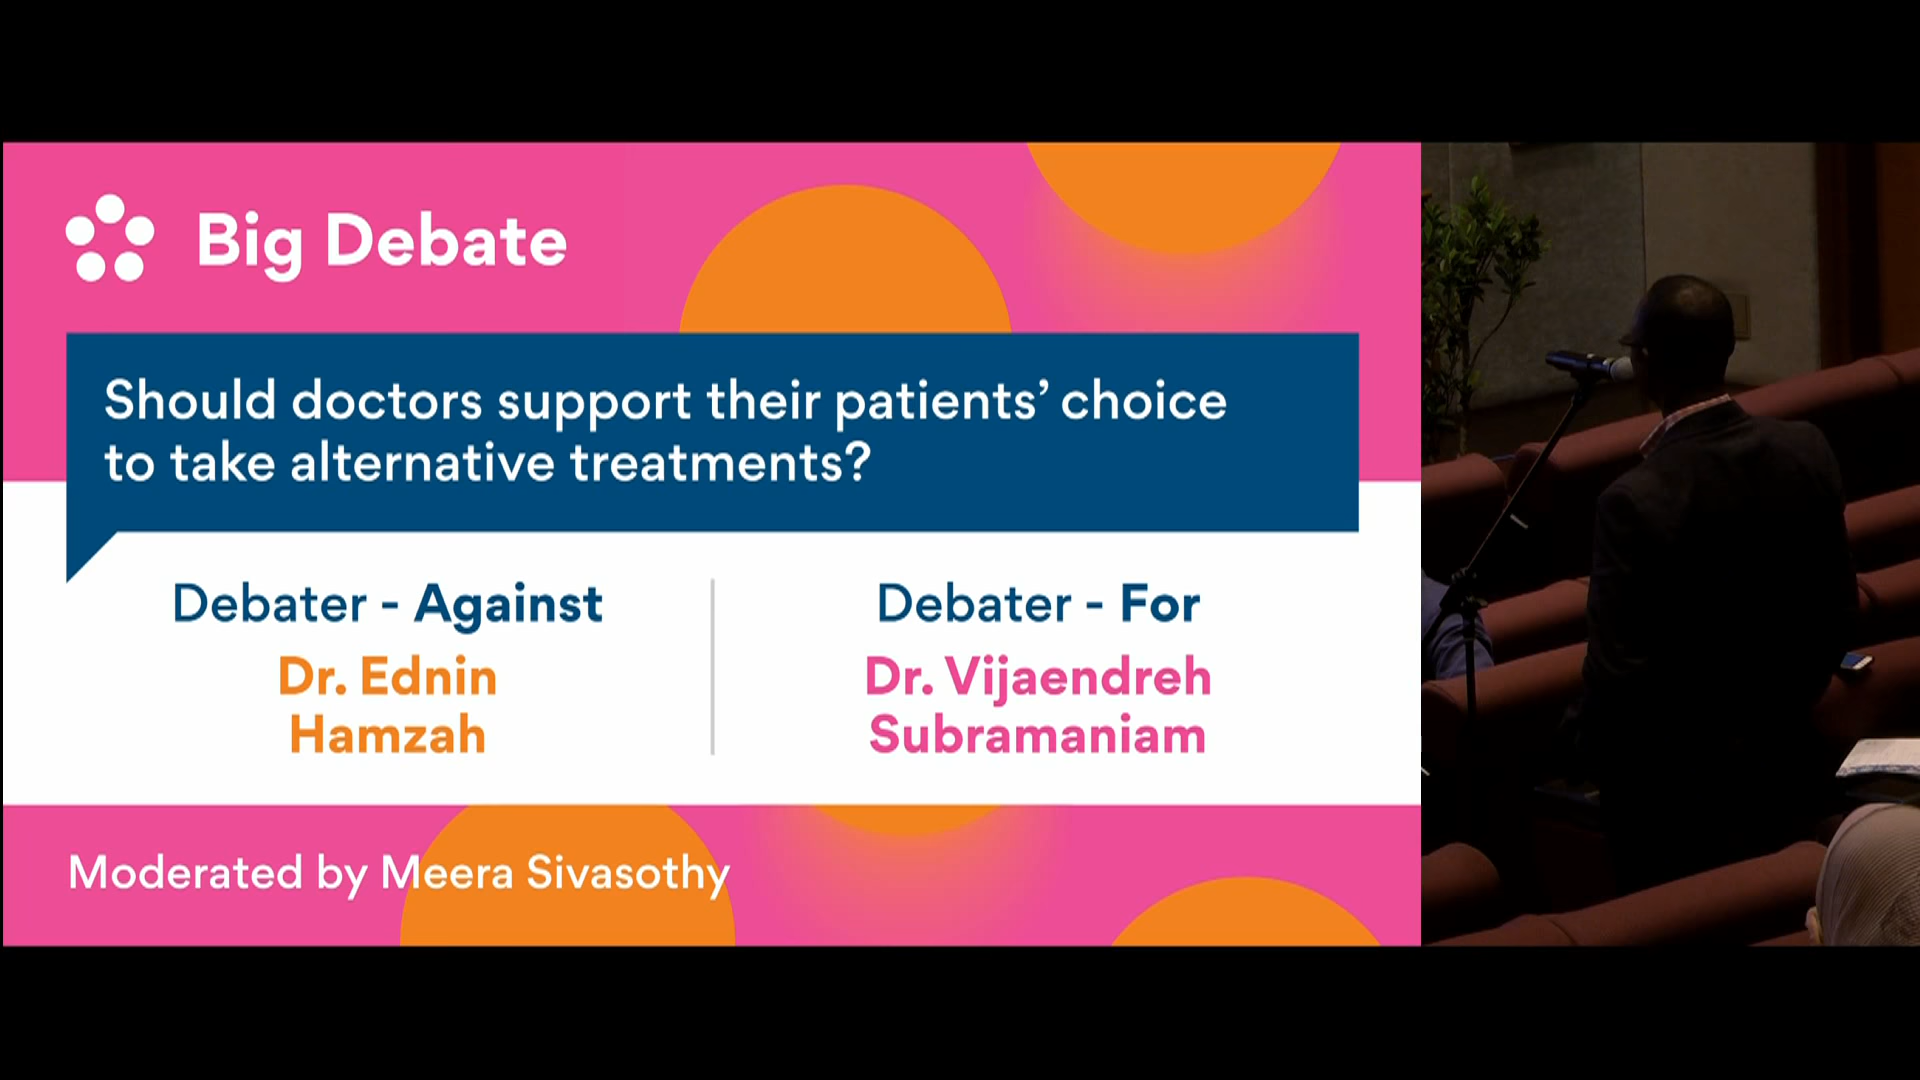 Big Debate
Should doctors support their patients’ choice
to take alternative treatments?
Debater - Against
Dr. Ednin
Hamzah
Debater - For
Dr. Vijaendreh
Subramaniam
Moderated by Meera Sivasothy